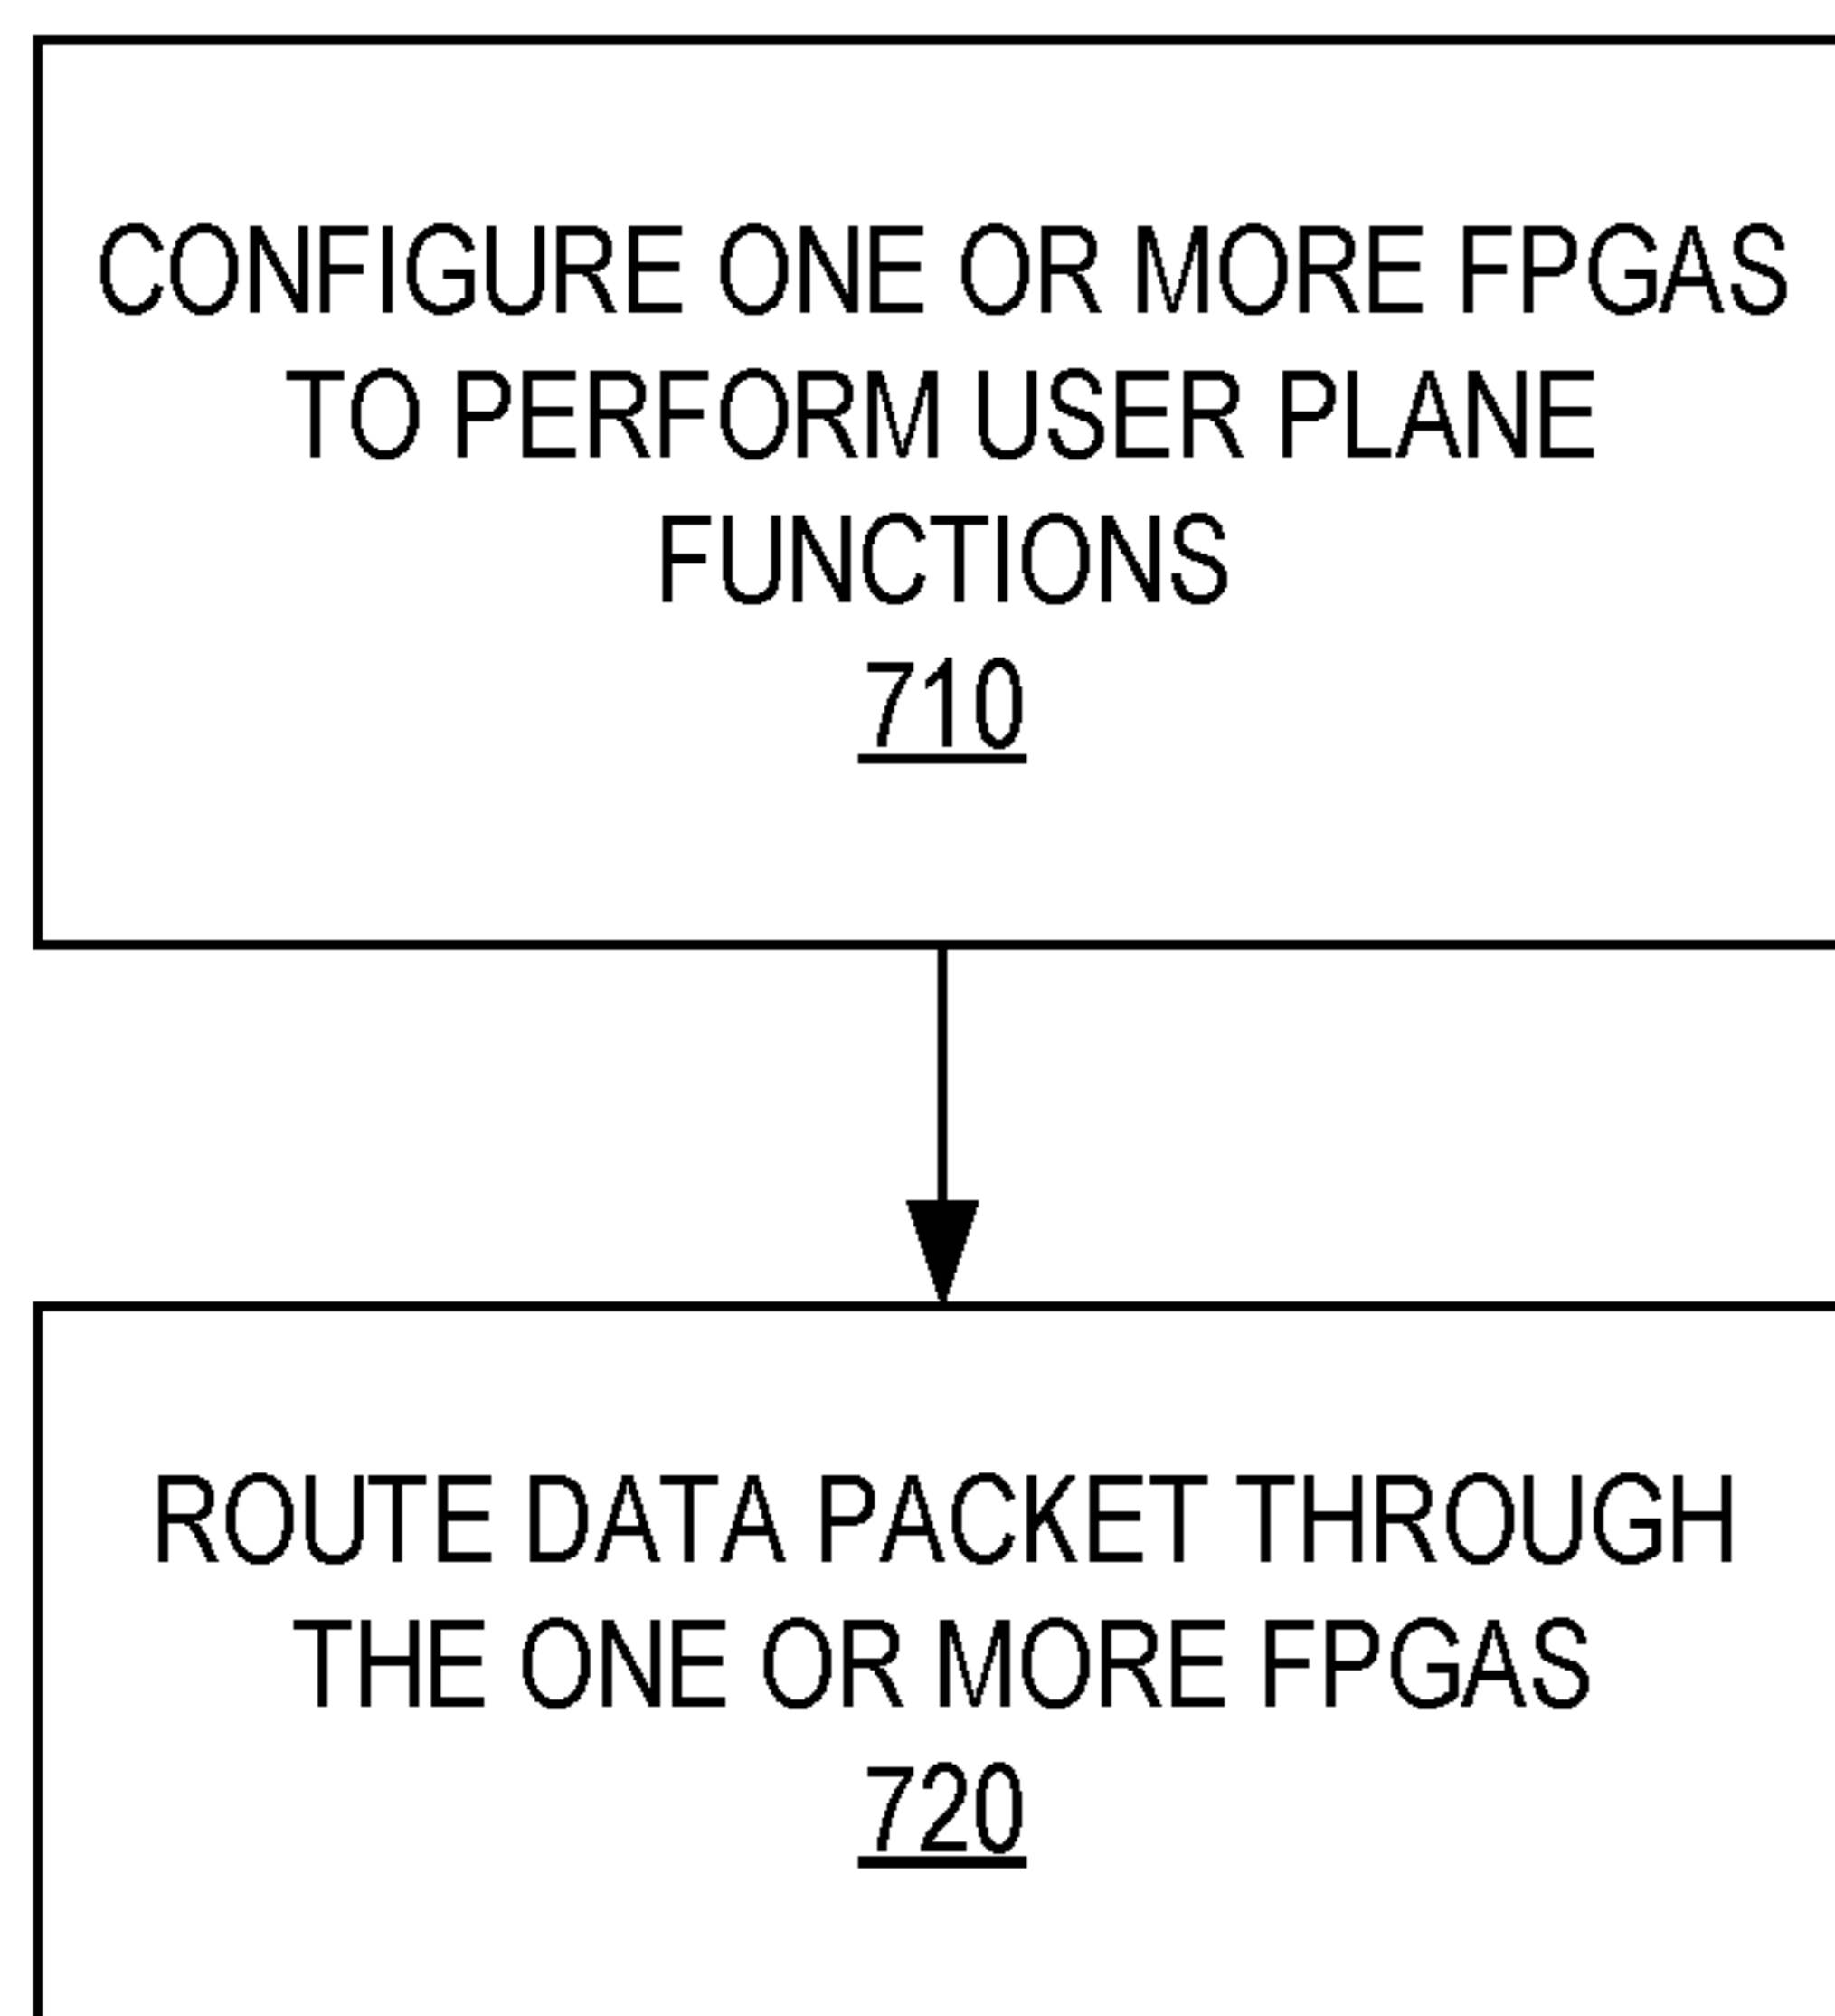 CONFIGURE ONE OR MORE FPGAS
TO PERFORM USER PLANE
FUNCTIONS
710
ROUTE DATA PACKET THROUGH
THE ONE OR MORE FPGAS
720